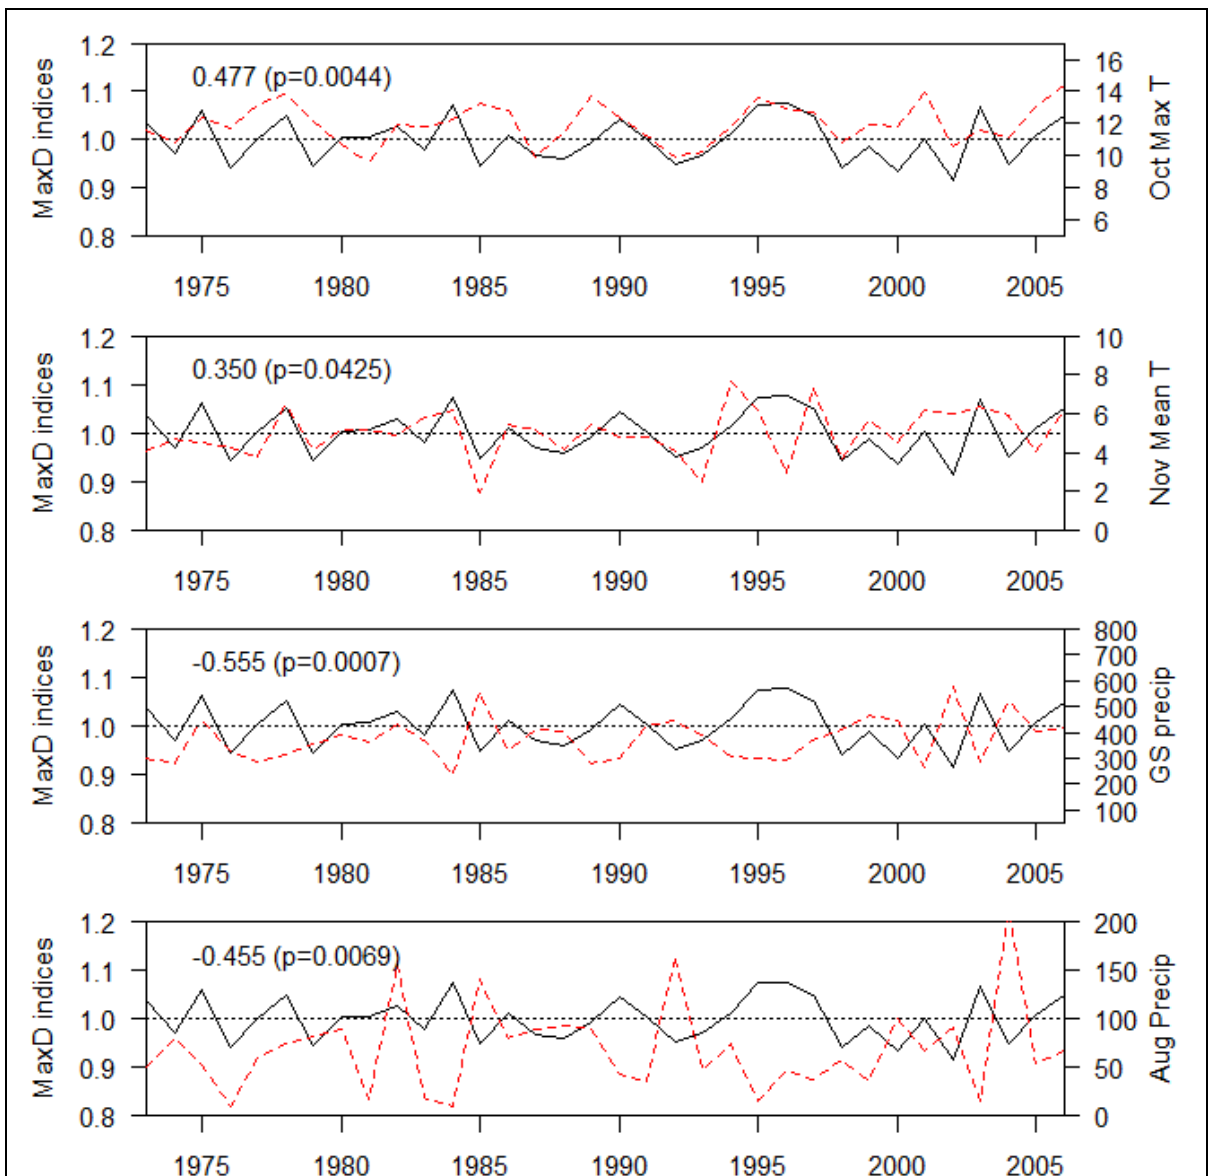 0.477 (p=0.0044)
MaxD indices
1.2
1.1
1.0
0.9
0.8
16
14
12
10
8
6
Oct Max T
1975 1980 1985 1990 1995 2000 2005
0.350 (p=0.0425)
MaxD indices
1.2
1.1
1.0
0.9
0.8
10
8
6
4
2
0
Nov Mean T
1975 1980 1985 1990 1995 2000 2005
-0.555 (p=0.0007)
MaxD indices
1.2
1.1
1.0
0.9
0.8
800
700
600
500
400
300
200
100
GS precip
1975 1980 1985 1990 1995 2000 2005
-0.455 (p=0.0069)
MaxD indices
1.2
1.1
1.0
0.9
0.8
200
150
100
50
0
Aug Precip
1975 1980 1985 1990 1995 2000 2005